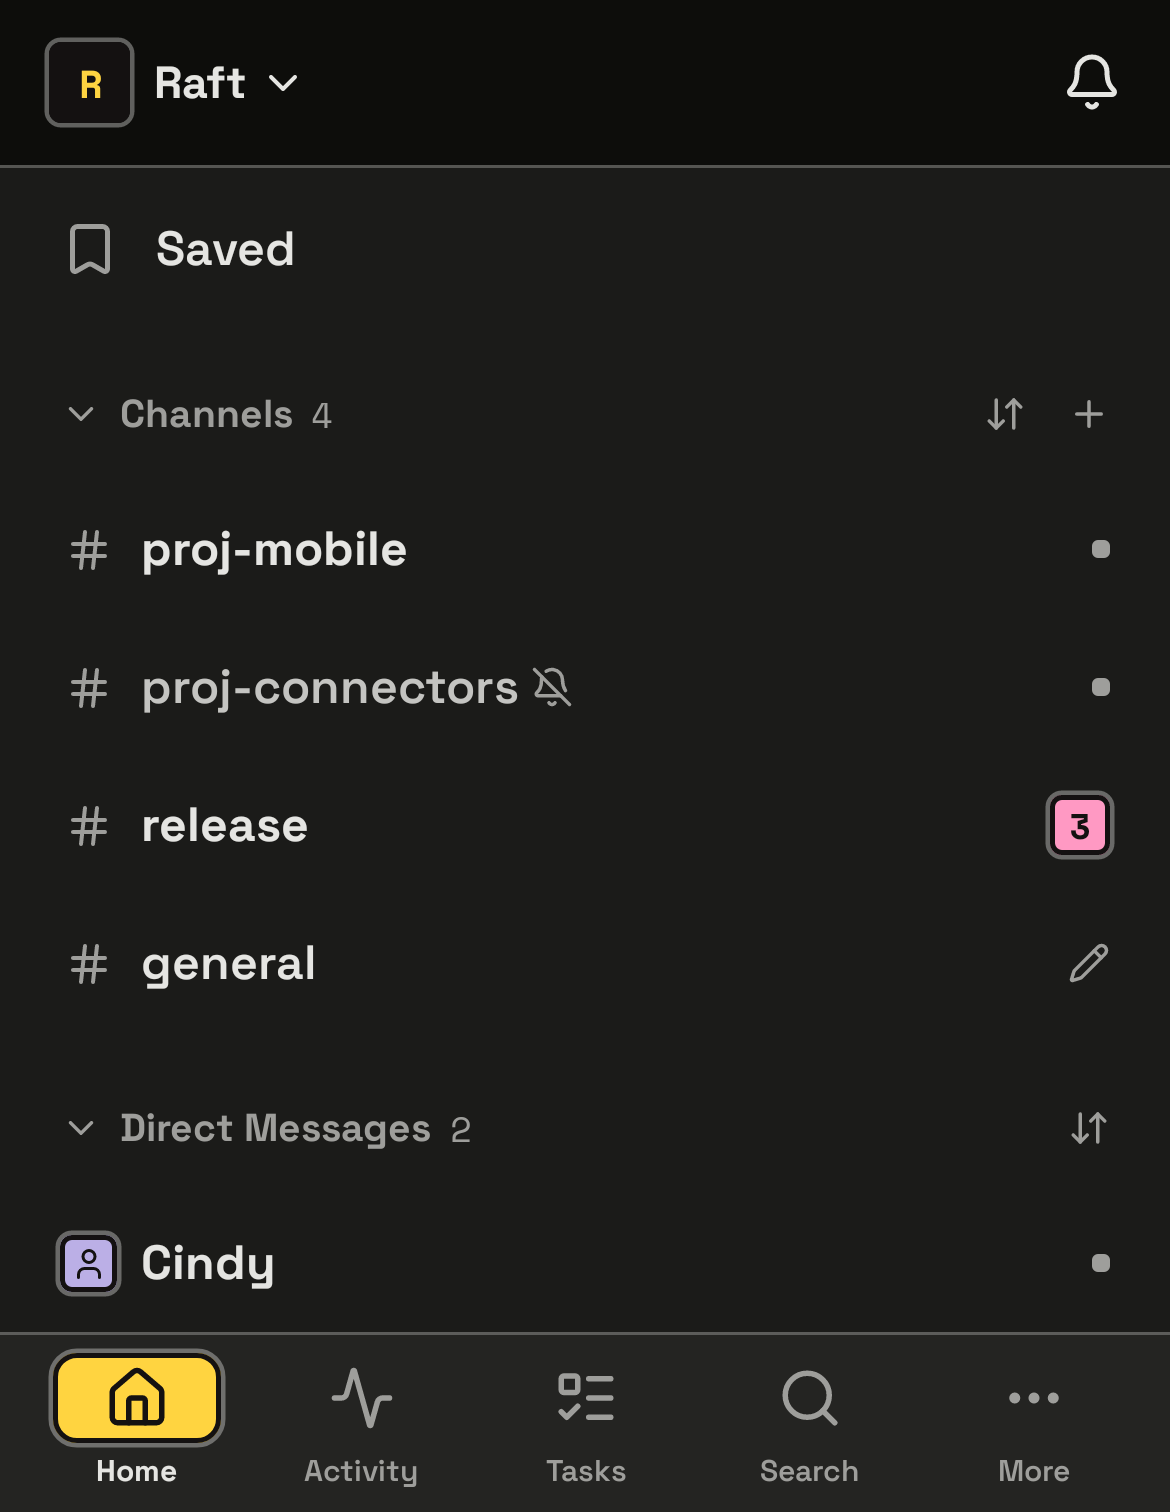 R Raft
Saved
Channels 4
# proj-mobile
# proj-connectors
# release 3
# general
Direct Messages 2
Cindy
Home Activity Tasks Search More